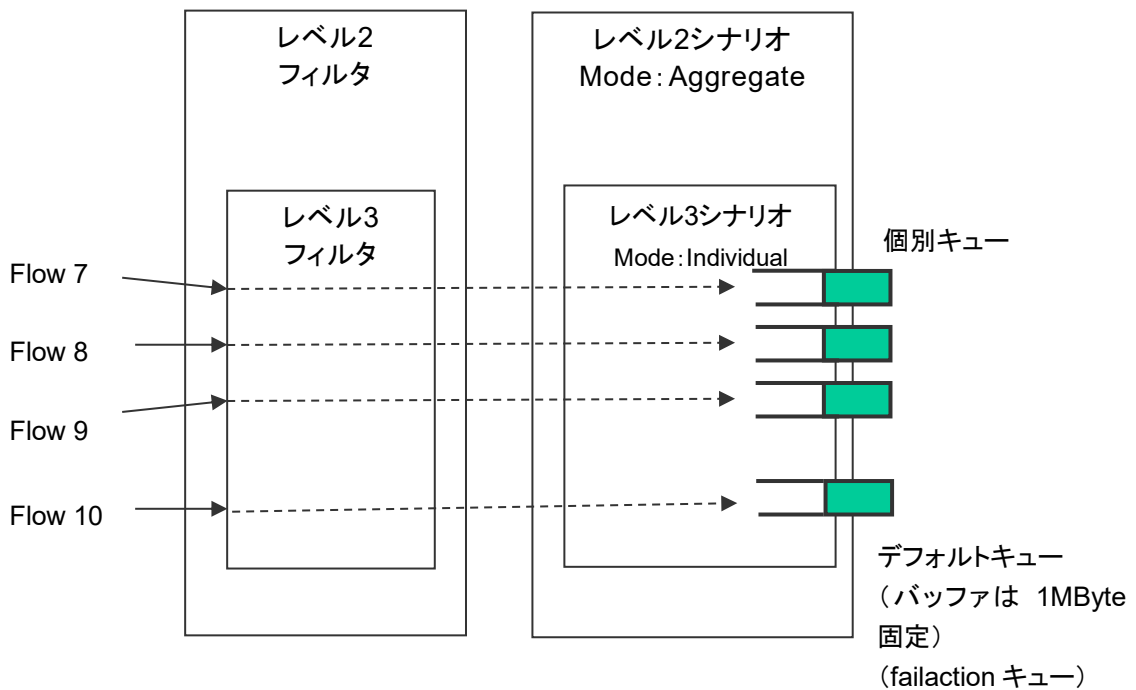 レベル2
フィルタ
レベル2シナリオ
Mode：Aggregate
レベル3
フィルタ
レベル3シナリオ
Mode：Individual
個別キュー
Flow 7
Flow 8
Flow 9
Flow 10
デフォルトキュー
（バッファは 1MByte
固定）
（failaction キュー）